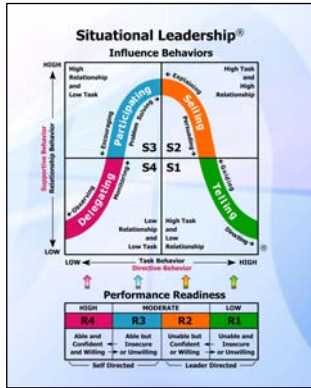 Situational Leadership®
Influence Behaviors
HIGH
High
Relationship
and
Low Task
High Task
and
High
Relationship
Encouraging
Participating
Problem Solving
Explaining
Selling
Persuading
S3
S2
S4
S1
Observing
Delegating
Monitoring
Guiding
Telling
Directing
Supportive Behavior
Relationship Behavior
Low
Relationship
and Low
Task
High Task
and
Low
Relationship
®
LOW
LOW
Task Behavior
HIGH
Directive Behavior
Performance Readiness
HIGH
MODERATE
LOW
R4
R3
R2
R1
Able and
Confident
and Willing
Able but
Insecure
or Unwilling
Unable but
Confident
or Willing
Unable and
Insecure
or Unwilling
Self Directed
Leader Directed